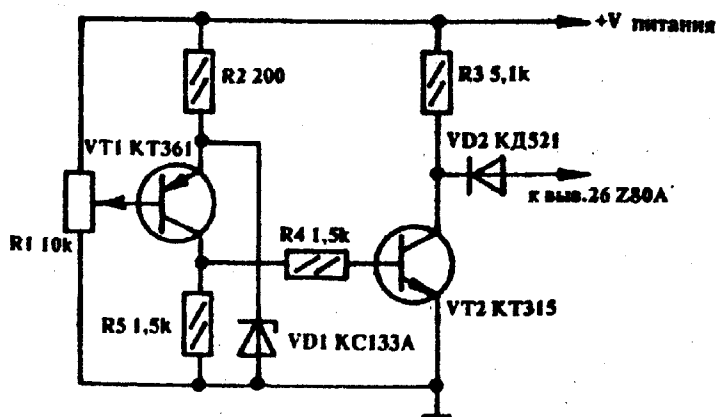 +V питания
R2 200
R3 5,1k
VT1 КТ361
VD2 КД521
к выв.26 Z80A
R1 10k
R4 1,5k
R5 1,5k
VD1 КС133А
VT2 КТ315